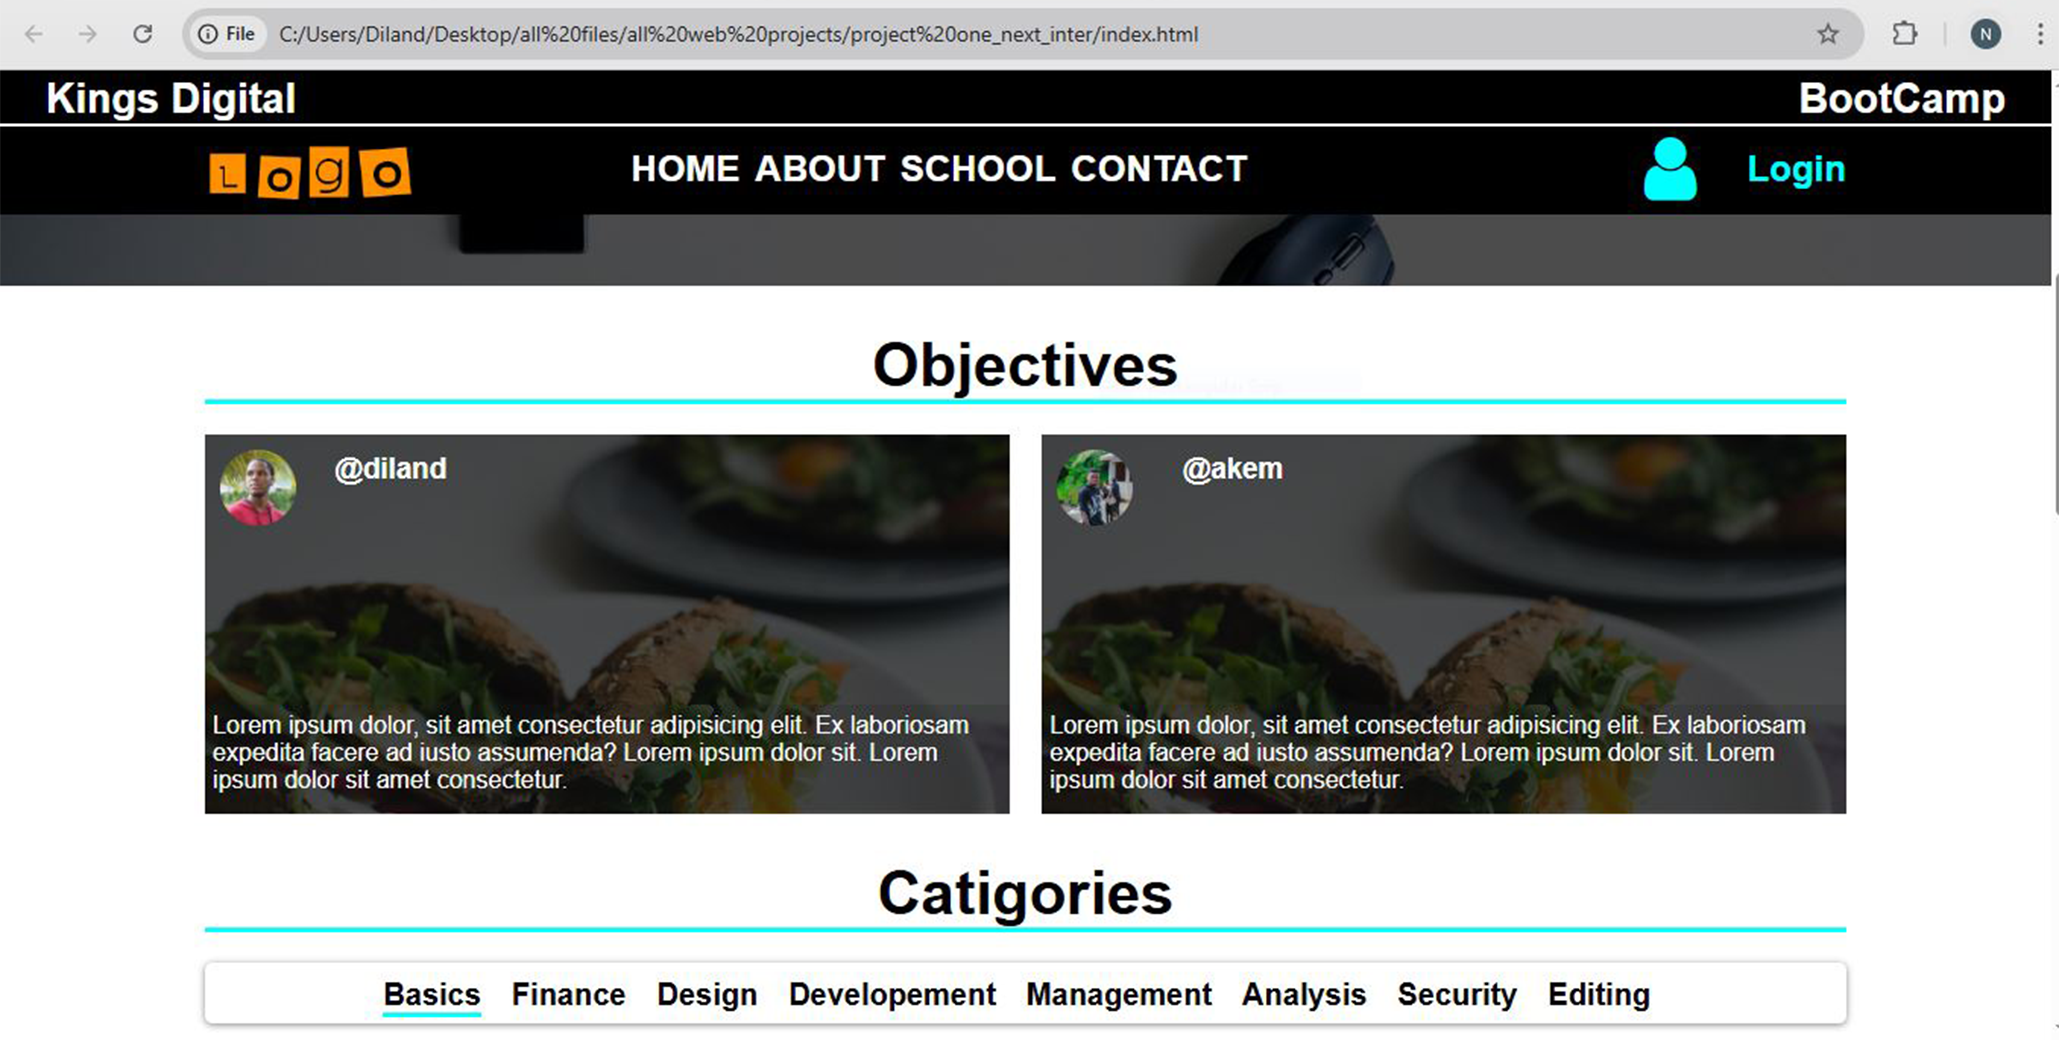 File C:/Users/Diland/Desktop/all%20files/all%20web%20projects/project%20one_next_inter/index.html N
Kings Digital BootCamp
Logo HOME ABOUT SCHOOL CONTACT Login
Objectives
@diland
Lorem ipsum dolor, sit amet consectetur adipisicing elit. Ex laboriosam
expedita facere ad iusto assumenda? Lorem ipsum dolor sit. Lorem
ipsum dolor sit amet consectetur.
@akem
Lorem ipsum dolor, sit amet consectetur adipisicing elit. Ex laboriosam
expedita facere ad iusto assumenda? Lorem ipsum dolor sit. Lorem
ipsum dolor sit amet consectetur.
Catigories
Basics Finance Design Developement Management Analysis Security Editing